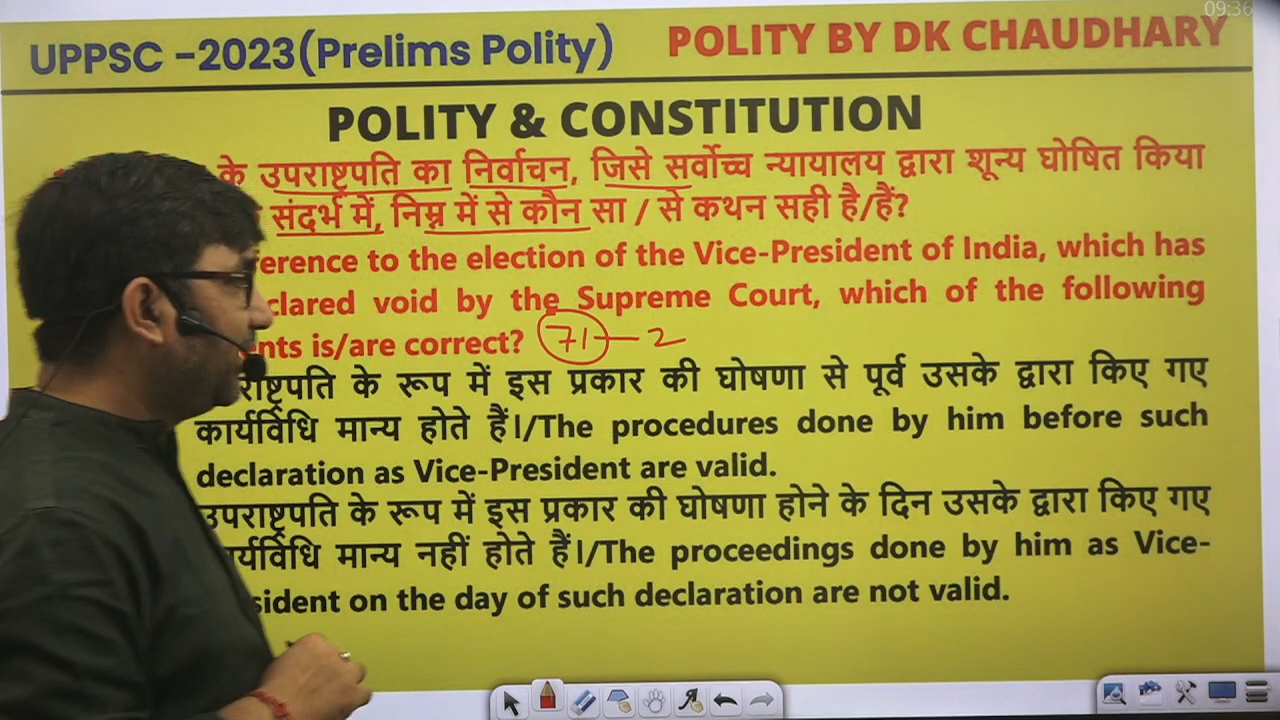 09:36
UPPSC -2023(Prelims Polity)
POLITY BY DK CHAUDHARY
POLITY & CONSTITUTION
के उपराष्ट्रपति का निर्वाचन, जिसे सर्वोच्च न्यायालय द्वारा शून्य घोषित किया
संदर्भ में, निम्न में से कौन सा / से कथन सही है/हैं?
erence to the election of the Vice-President of India, which has
clared void by the Supreme Court, which of the following
nts is/are correct? 71-2
राष्ट्रपति के रूप में इस प्रकार की घोषणा से पूर्व उसके द्वारा किए गए
कार्यविधि मान्य होते हैं।/The procedures done by him before such
declaration as Vice-President are valid.
उपराष्ट्रपति के रूप में इस प्रकार की घोषणा होने के दिन उसके द्वारा किए गए
र्यविधि मान्य नहीं होते हैं।/The proceedings done by him as Vice-
sident on the day of such declaration are not valid.